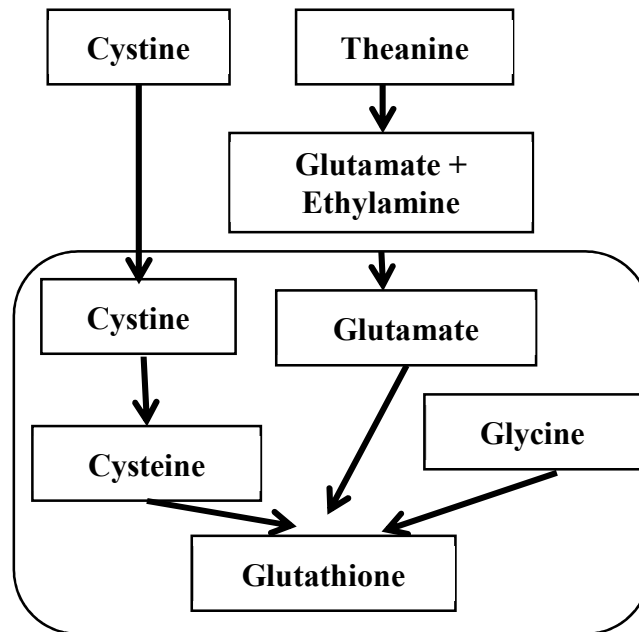 Cystine
Theanine
Glutamate +
Ethylamine
Cystine
Glutamate
Glycine
Cysteine
Glutathione